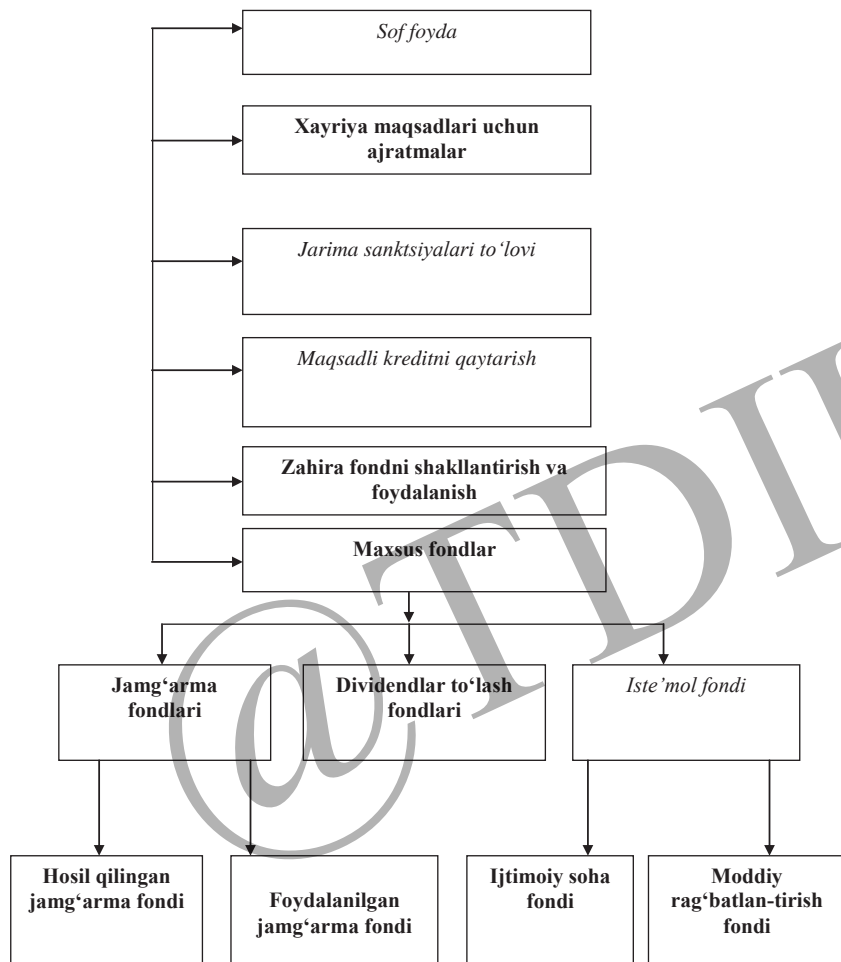 Sof foyda
Xayriya maqsadlari uchun
ajratmalar
Jarima sanktsiyalari to‘lovi
Maqsadli kreditni qaytarish
Zahira fondni shakllantirish va
foydalanish
Maxsus fondlar
Jamg‘arma
fondlari
Dividendlar to‘lash
fondlari
Iste’mol fondi
Hosil qilingan
jamg‘arma fondi
Foydalanilgan
jamg‘arma fondi
Ijtimoiy soha
fondi
Moddiy
rag‘batlan-tirish
fondi